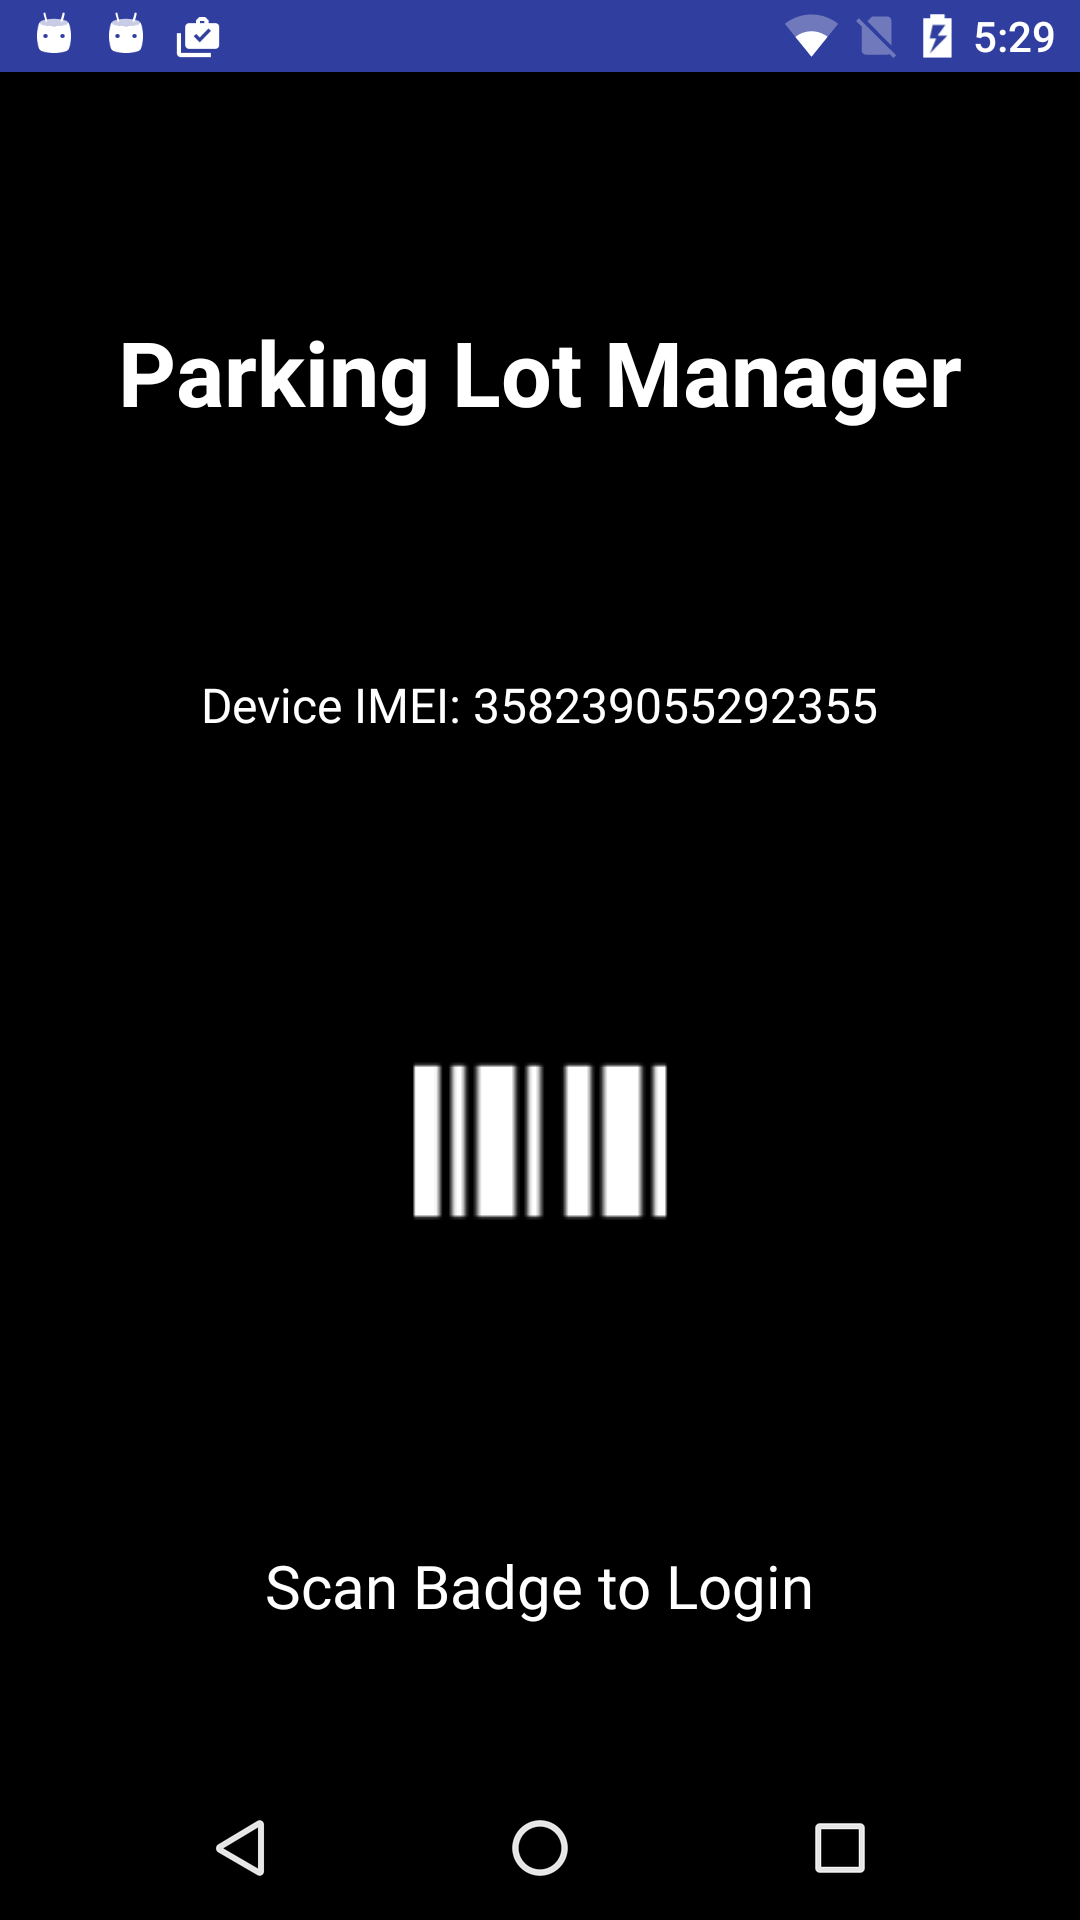 5:29
Parking Lot Manager
Device IMEI: 358239055292355
Scan Badge to Login